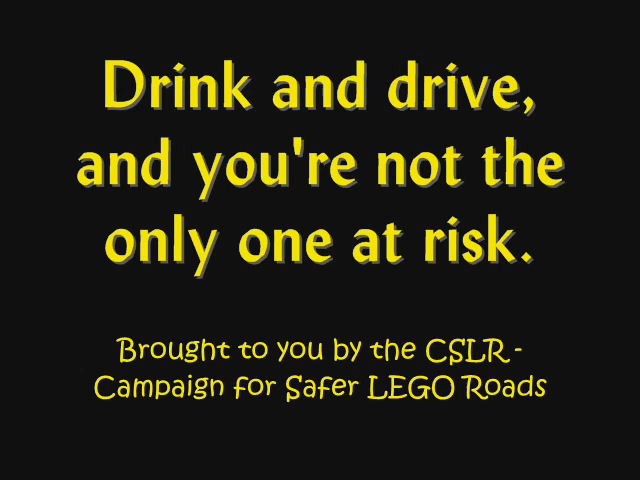 Drink and drive,
and you're not the
only one at risk.
Brought to you by the CSLR -
Campaign for Safer LEGO Roads